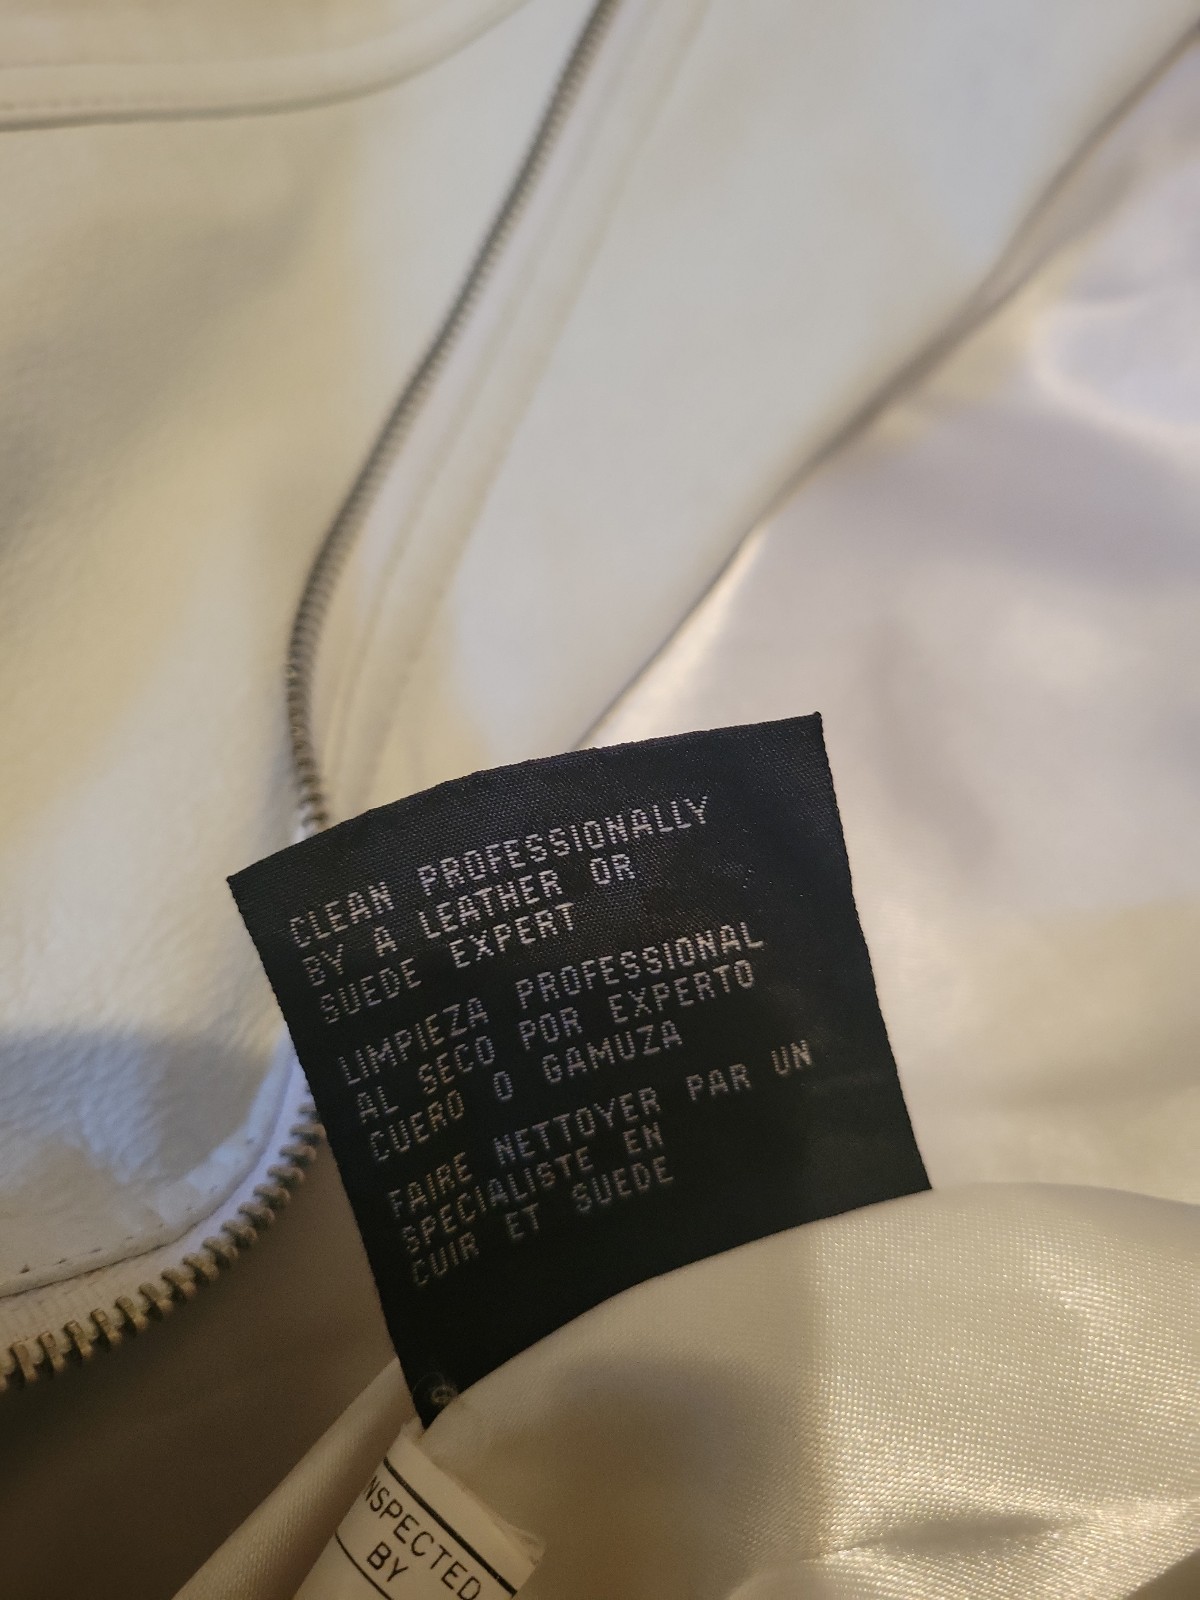 CLEAN PROFESSIONALLY
BY A LEATHER OR
SUEDE EXPERT
LIMPIEZA PROFESSIONAL
AL SECO POR EXPERTO
CUERO O GAMUZA
FAIRE NETTOYER PAR UN
SPECIALISTE EN
CUIR ET SUEDE
NSPECTED
BY